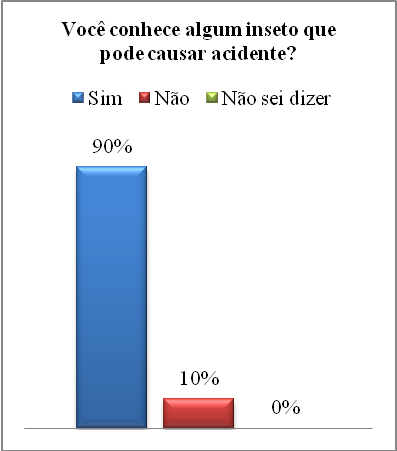 Você conhece algum inseto que
pode causar acidente?
Sim Não Não sei dizer
90%
10%
0%